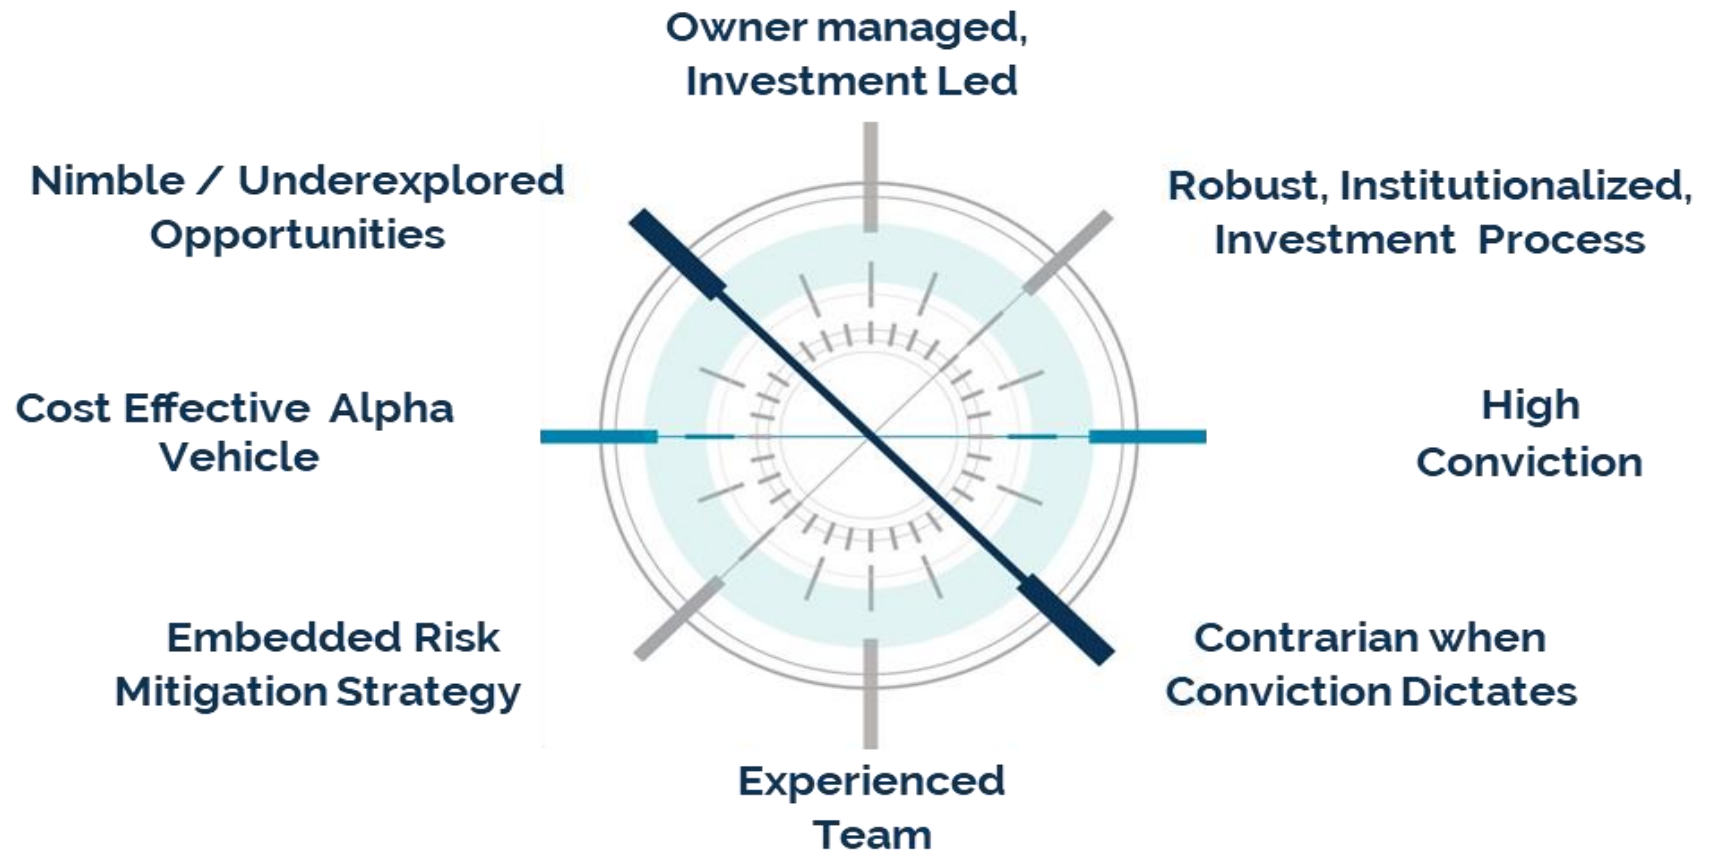 Owner managed,
Investment Led
Nimble / Underexplored
Opportunities
Robust, Institutionalized,
Investment Process
Cost Effective Alpha
Vehicle
High
Conviction
Embedded Risk
Mitigation Strategy
Contrarian when
Conviction Dictates
Experienced
Team